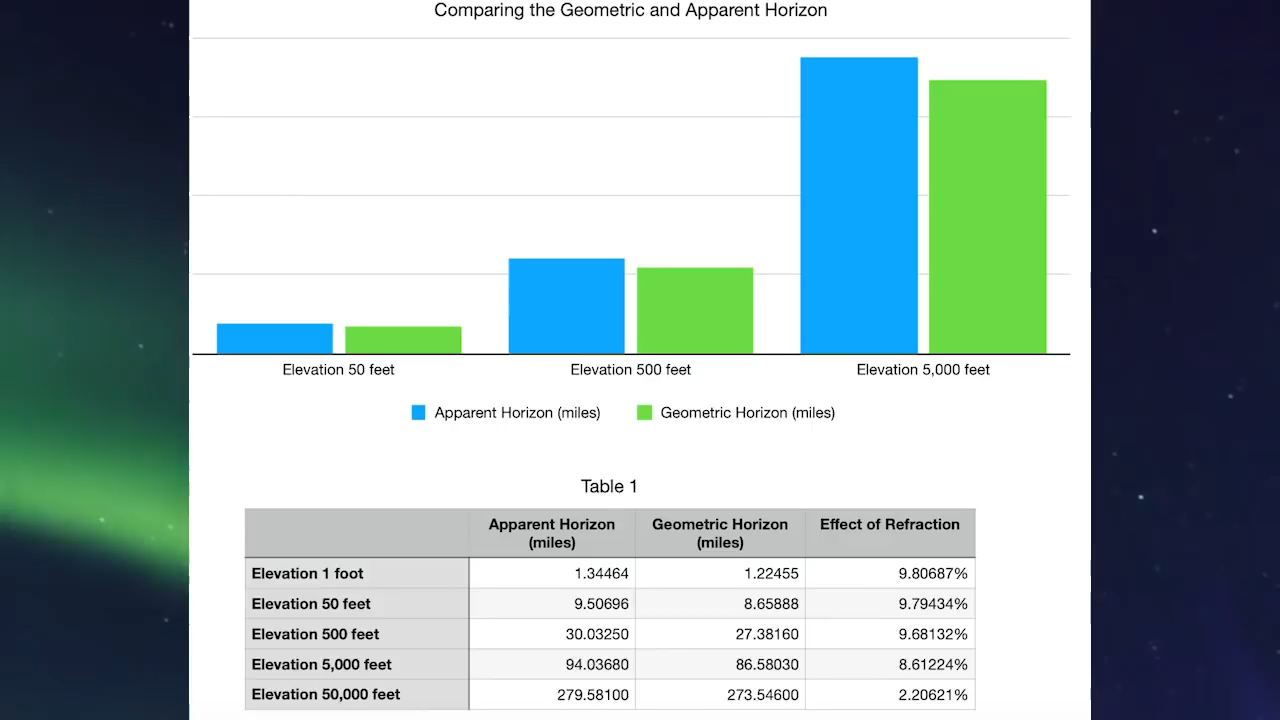 Comparing the Geometric and Apparent Horizon
Elevation 50 feet
Elevation 500 feet
Elevation 5,000 feet
Apparent Horizon (miles)
Geometric Horizon (miles)
Table 1
Apparent Horizon (miles) Geometric Horizon (miles) Effect of Refraction
Elevation 1 foot 1.34464 1.22455 9.80687%
Elevation 50 feet 9.50696 8.65888 9.79434%
Elevation 500 feet 30.03250 27.38160 9.68132%
Elevation 5,000 feet 94.03680 86.58030 8.61224%
Elevation 50,000 feet 279.58100 273.54600 2.20621%